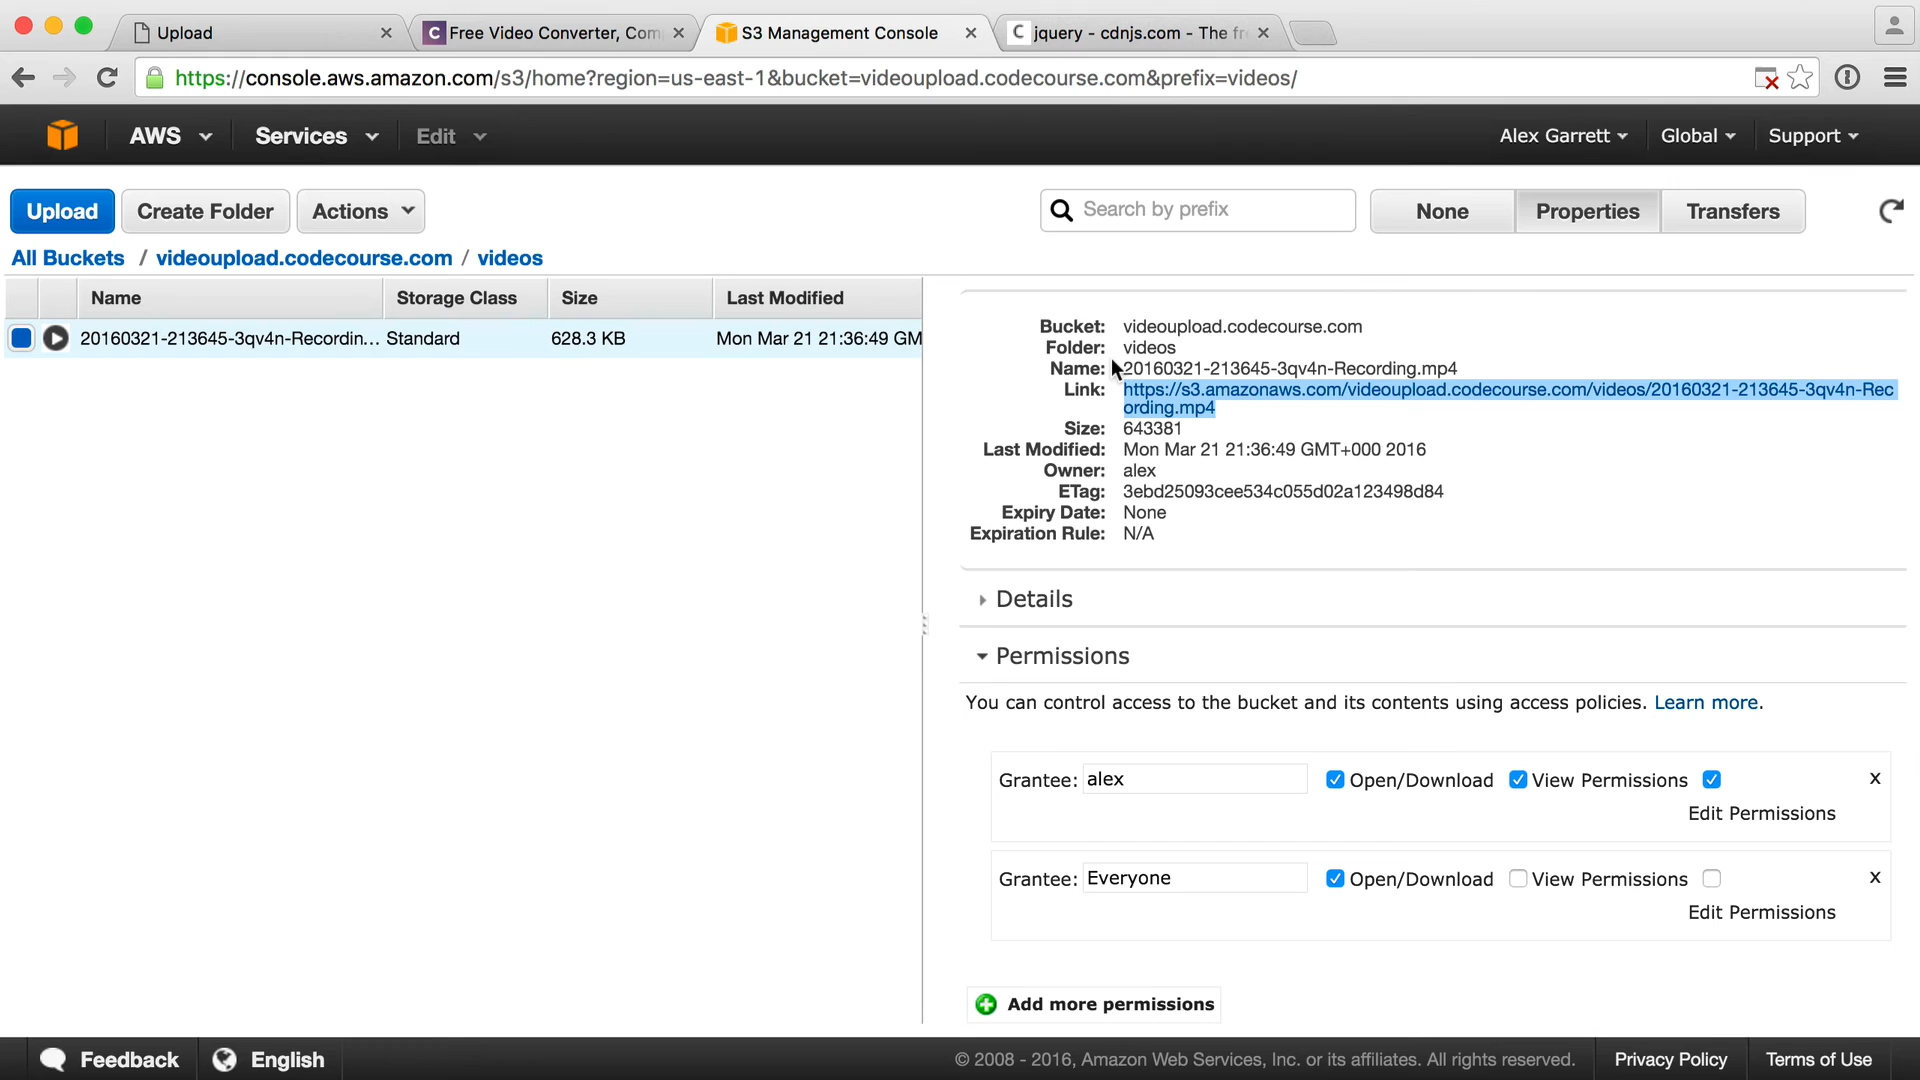 Upload
Free Video Converter, Com
S3 Management Console
jquery - cdnjs.com - The fr
https://console.aws.amazon.com/s3/home?region=us-east-1&bucket=videoupload.codecourse.com&prefix=videos/
AWS Services Edit Alex Garrett Global Support
Upload Create Folder Actions Search by prefix None Properties Transfers
All Buckets / videoupload.codecourse.com / videos
Name Storage Class Size Last Modified
20160321-213645-3qv4n-Recordin... Standard 628.3 KB Mon Mar 21 21:36:49 GM
Bucket: videoupload.codecourse.com
Folder: videos
Name: 20160321-213645-3qv4n-Recording.mp4
Link: https://s3.amazonaws.com/videoupload.codecourse.com/videos/20160321-213645-3qv4n-Rec
ording.mp4
Size: 643381
Last Modified: Mon Mar 21 21:36:49 GMT+000 2016
Owner: alex
ETag: 3ebd25093cee534c055d02a123498d84
Expiry Date: None
Expiration Rule: N/A
Details
Permissions
You can control access to the bucket and its contents using access policies. Learn more.
Grantee: alex Open/Download View Permissions x
Edit Permissions
Grantee: Everyone Open/Download View Permissions x
Edit Permissions
Add more permissions
Feedback English © 2008 - 2016, Amazon Web Services, Inc. or its affiliates. All rights reserved. Privacy Policy Terms of Use